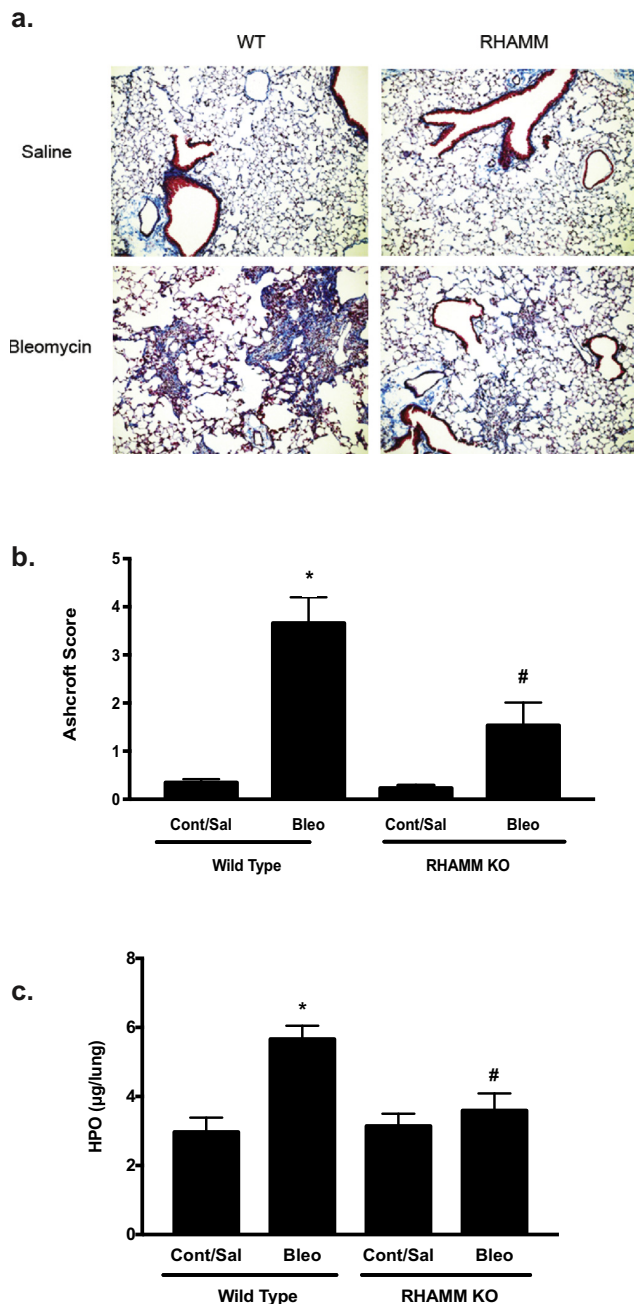 a.
WT RHAMM
Saline
Bleomycin
b.
Ashcroft Score
5
4
3
2
1
0
*
#
Cont/Sal Bleo Cont/Sal Bleo
Wild Type RHAMM KO
c.
HPO (µg/lung)
8
6
4
2
0
*
#
Cont/Sal Bleo Cont/Sal Bleo
Wild Type RHAMM KO